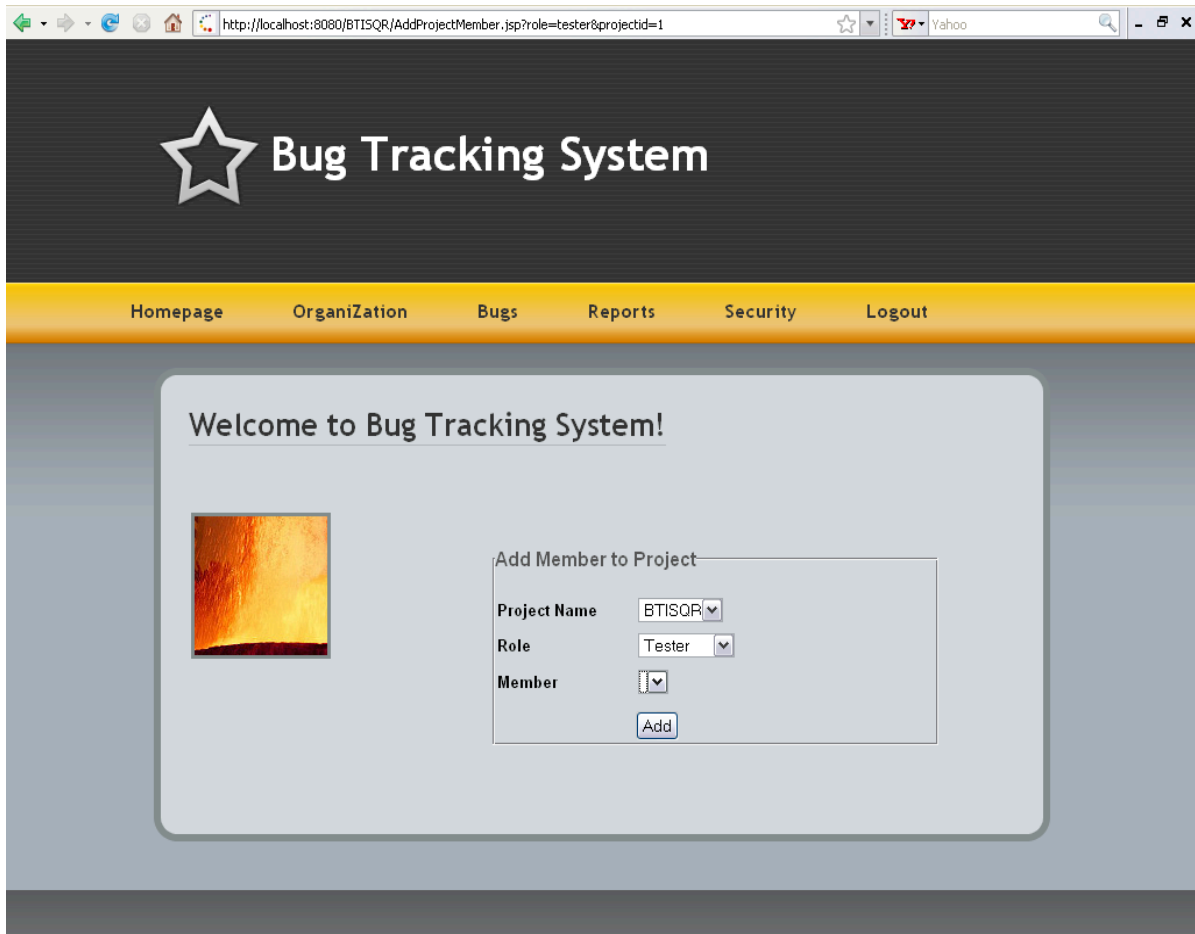 http://localhost:8080/BTISQR/AddProjectMember.jsp?role=tester&projectid=1
Yahoo
Bug Tracking System
Homepage OrganiZation Bugs Reports Security Logout
Welcome to Bug Tracking System!
Add Member to Project
Project Name BTISQR
Role Tester
Member
Add